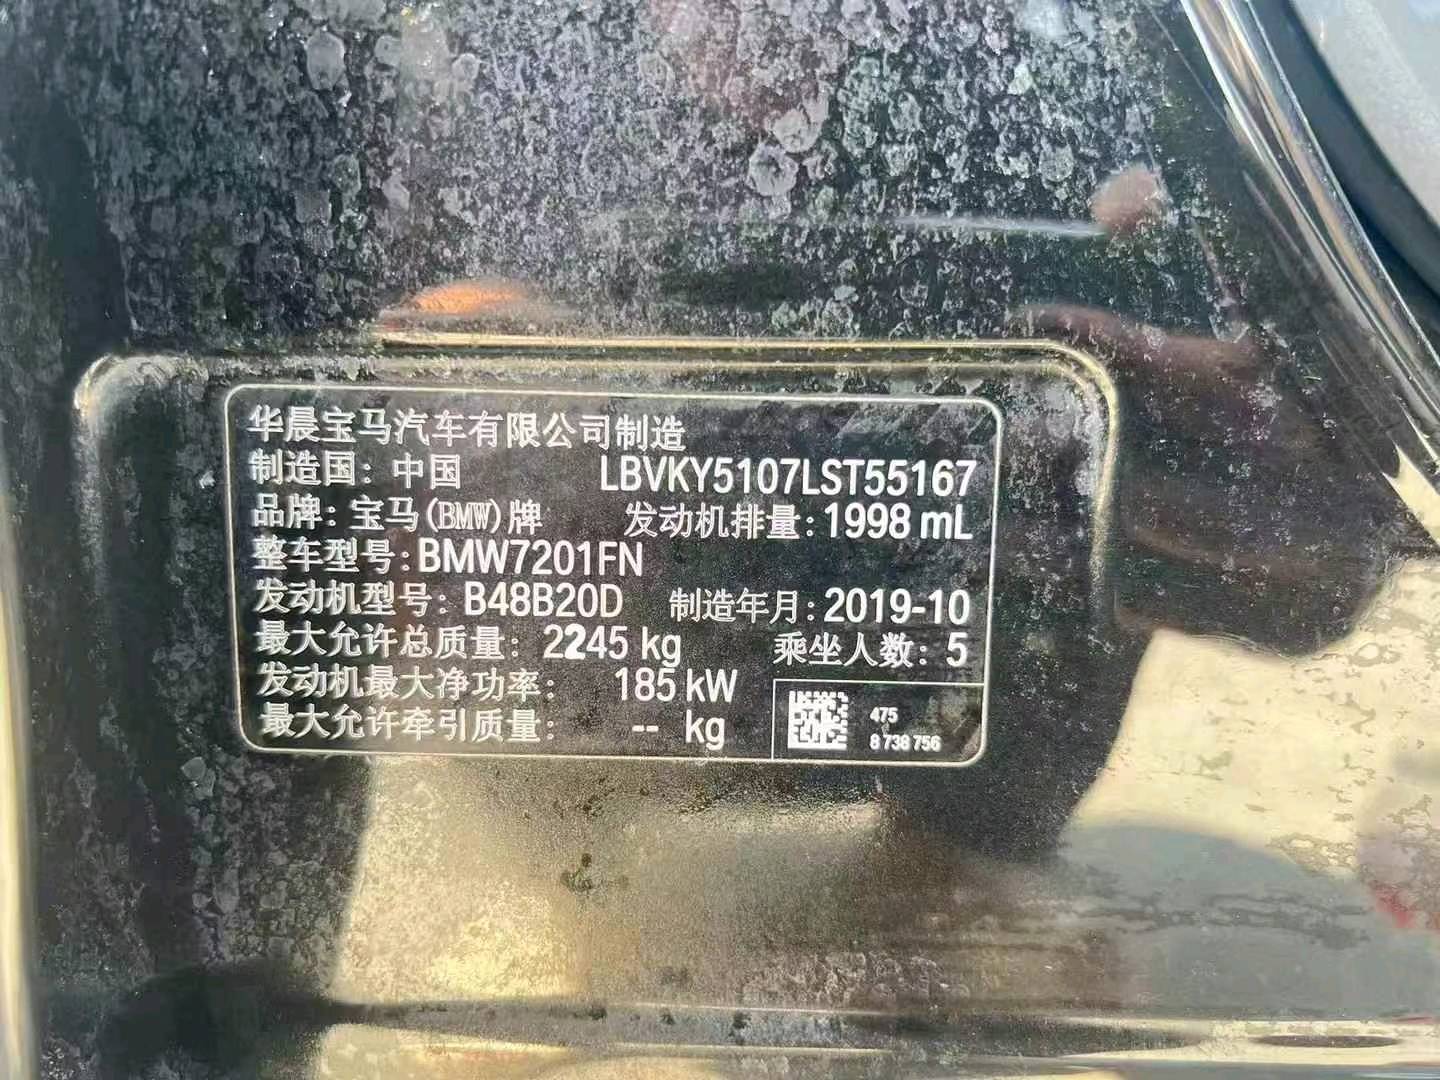 华晨宝马汽车有限公司制造
制造国: 中国 LBVKY5107LST55167
品牌: 宝马(BMW)牌 发动机排量: 1998 mL
整车型号: BMW7201FN
发动机型号: B48B20D 制造年月: 2019-10
最大允许总质量: 2245 kg 乘坐人数: 5
发动机最大净功率: 185 kW
最大允许牵引质量: -- kg
475
8 738 756